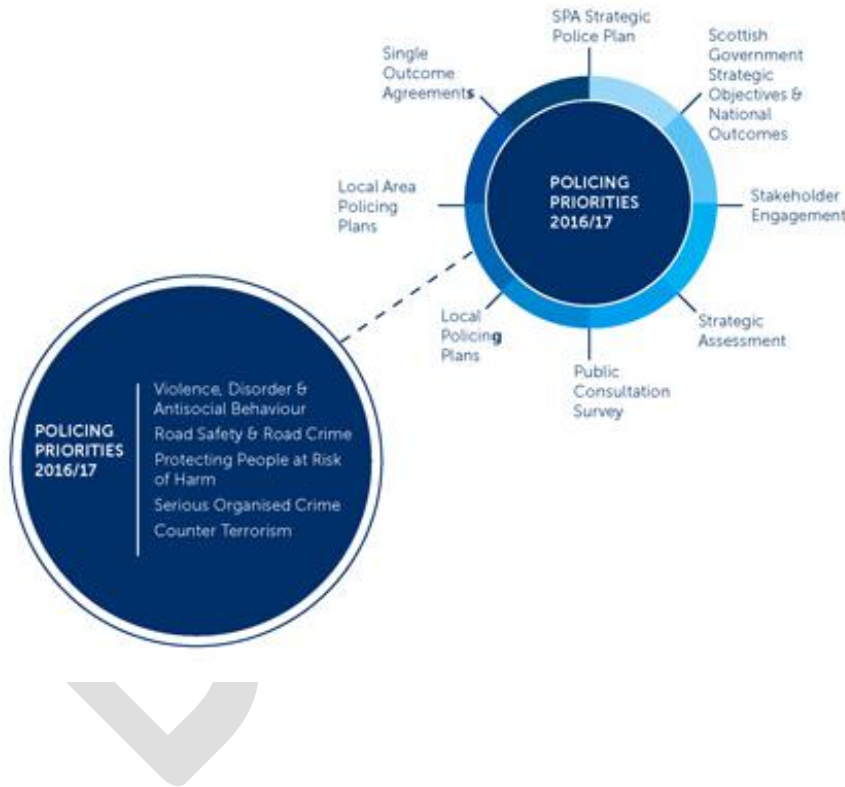 SPA Strategic
Police Plan
Scottish
Government
Strategic
Objectives &
National
Outcomes
Stakeholder
Engagement
Strategic
Assessment
Public
Consultation
Survey
Local
Policing
Plans
Local Area
Policing
Plans
Single
Outcome
Agreements
POLICING
PRIORITIES
2016/17
POLICING
PRIORITIES
2016/17
Violence, Disorder &
Antisocial Behaviour
Road Safety & Road Crime
Protecting People at Risk
of Harm
Serious Organised Crime
Counter Terrorism